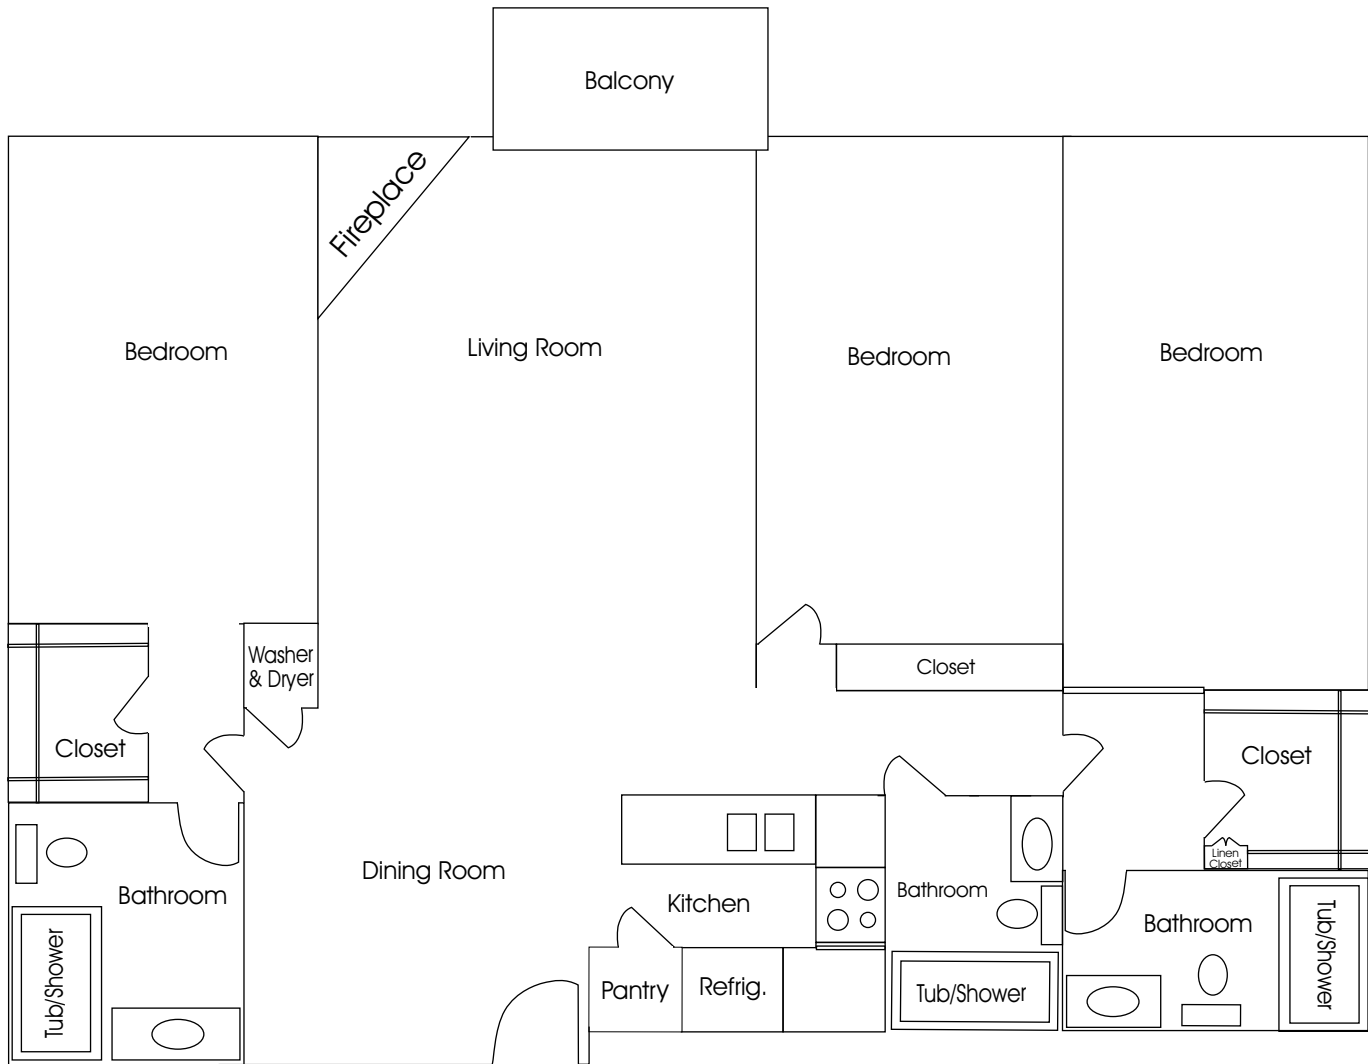 Balcony
Fireplace
Bedroom
Living Room
Bedroom
Bedroom
Washer
& Dryer
Closet
Closet
Closet
Linen
Closet
Dining Room
Bathroom
Kitchen
Bathroom
Bathroom
Tub/Shower
Tub/Shower
Pantry
Refrig.
Tub/Shower